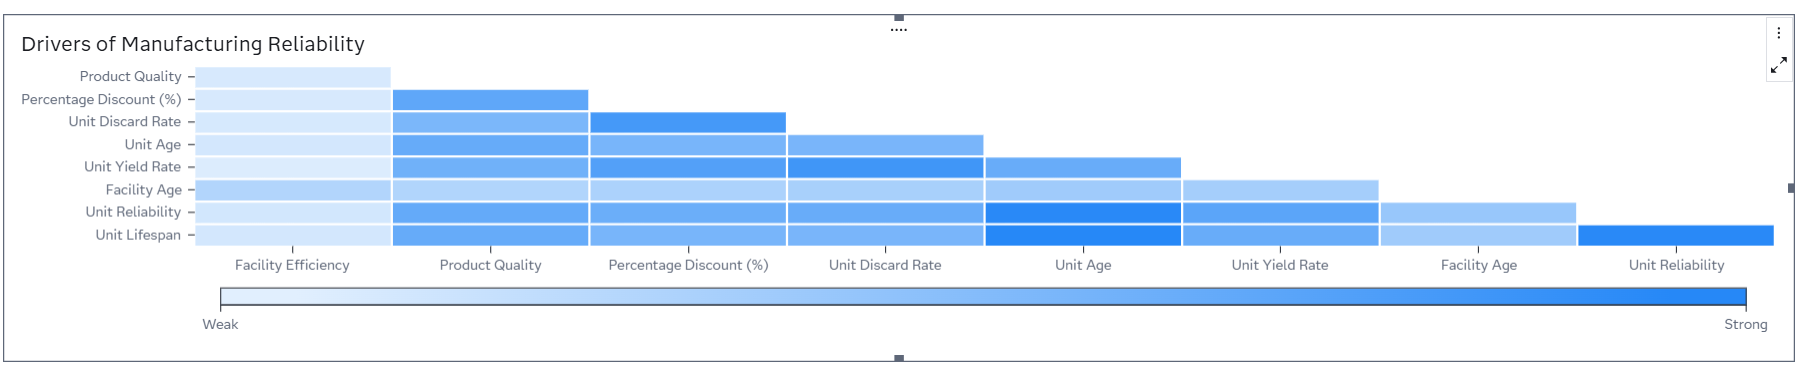 Drivers of Manufacturing Reliability
Product Quality
Percentage Discount (%)
Unit Discard Rate
Unit Age
Unit Yield Rate
Facility Age
Unit Reliability
Unit Lifespan
Facility Efficiency Product Quality Percentage Discount (%) Unit Discard Rate Unit Age Unit Yield Rate Facility Age Unit Reliability
Weak Strong